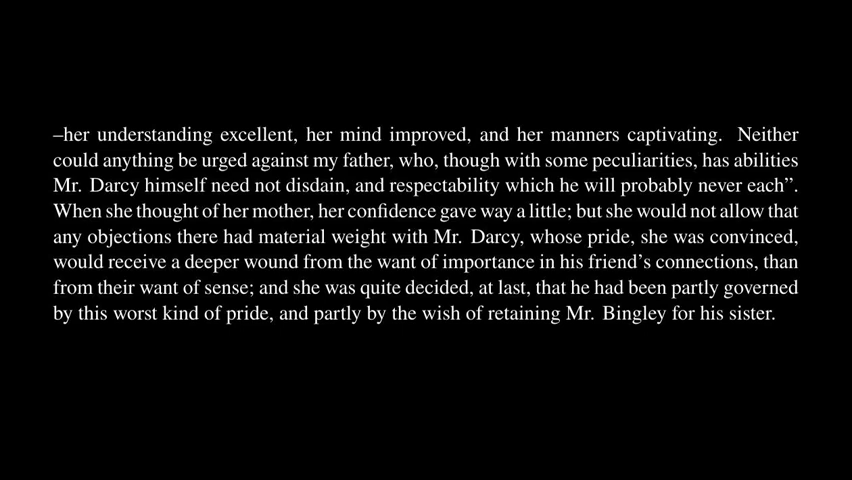 –her understanding excellent, her mind improved, and her manners captivating. Neither
could anything be urged against my father, who, though with some peculiarities, has abilities
Mr. Darcy himself need not disdain, and respectability which he will probably never each”.
When she thought of her mother, her confidence gave way a little; but she would not allow that
any objections there had material weight with Mr. Darcy, whose pride, she was convinced,
would receive a deeper wound from the want of importance in his friend’s connections, than
from their want of sense; and she was quite decided, at last, that he had been partly governed
by this worst kind of pride, and partly by the wish of retaining Mr. Bingley for his sister.